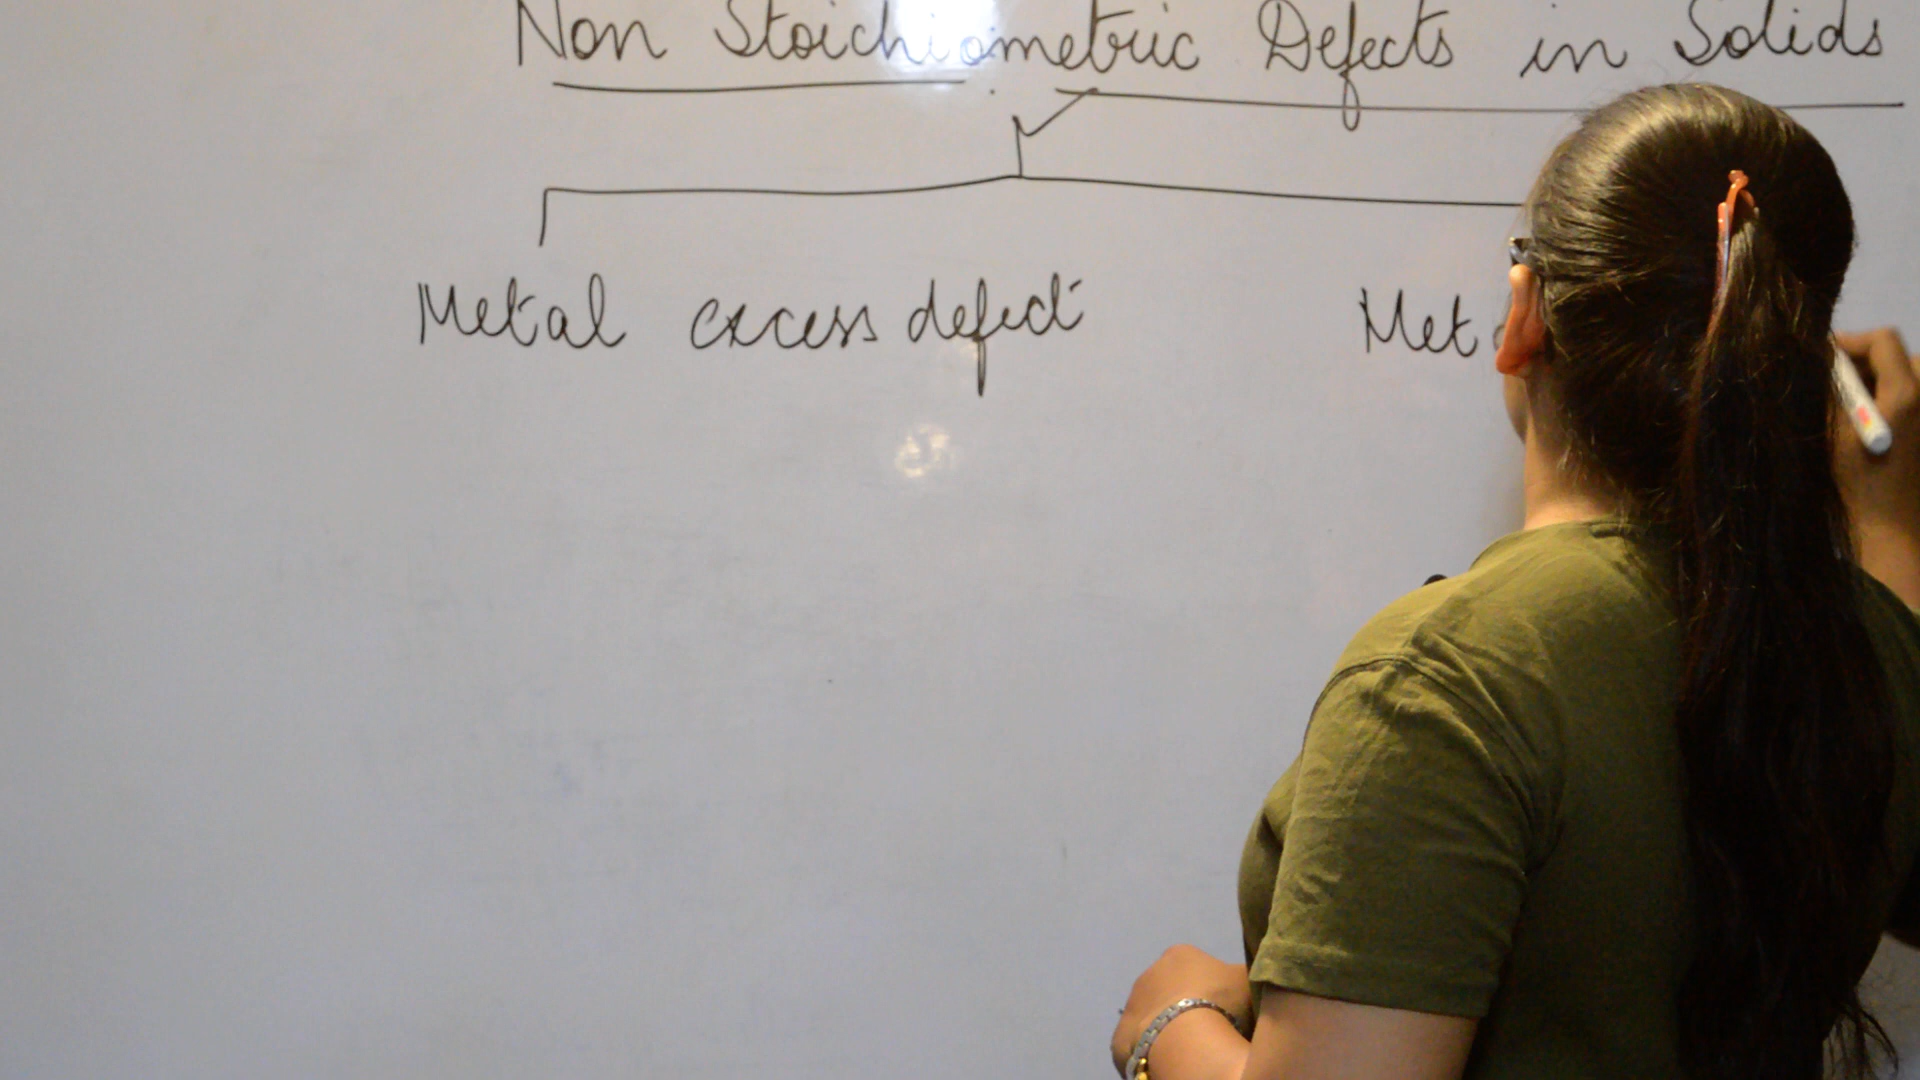 Non Stoichiometric Defects in Solids
Metal excess defect
Met